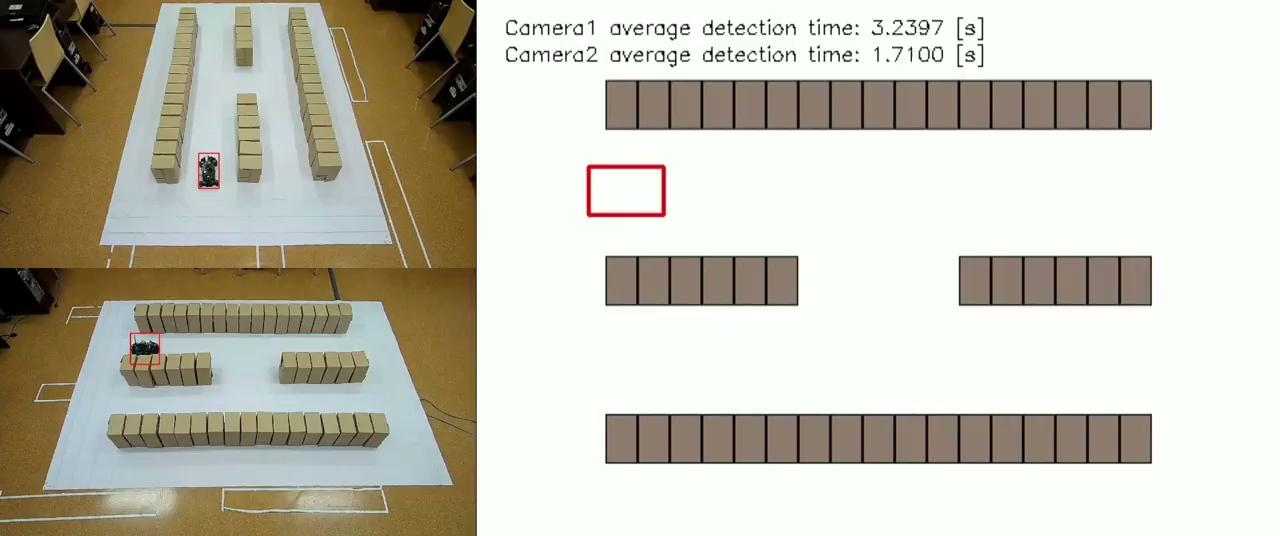 Camera1 average detection time: 3.2397 [s]
Camera2 average detection time: 1.7100 [s]